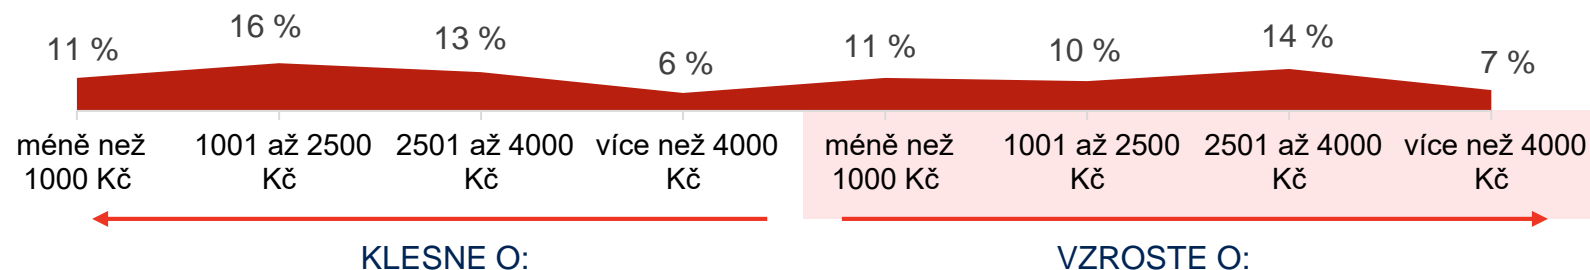 11 %
16 %
13 %
6 %
11 %
10 %
14 %
7 %
méně než
1000 Kč
1001 až 2500
Kč
2501 až 4000
Kč
více než 4000
Kč
méně než
1000 Kč
1001 až 2500
Kč
2501 až 4000
Kč
více než 4000
Kč
KLESNE O:
VZROSTE O: